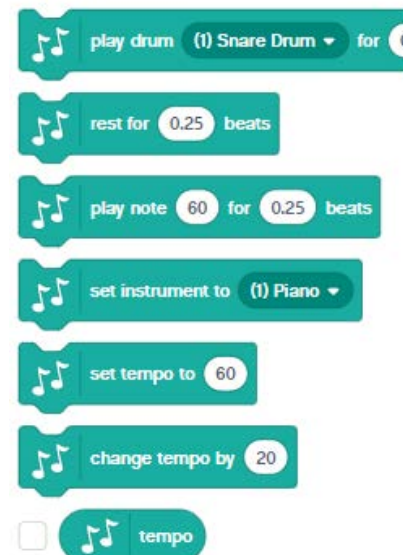 play drum (1) Snare Drum for
rest for 0.25 beats
play note 60 for 0.25 beats
set instrument to (1) Piano
set tempo to 60
change tempo by 20
tempo